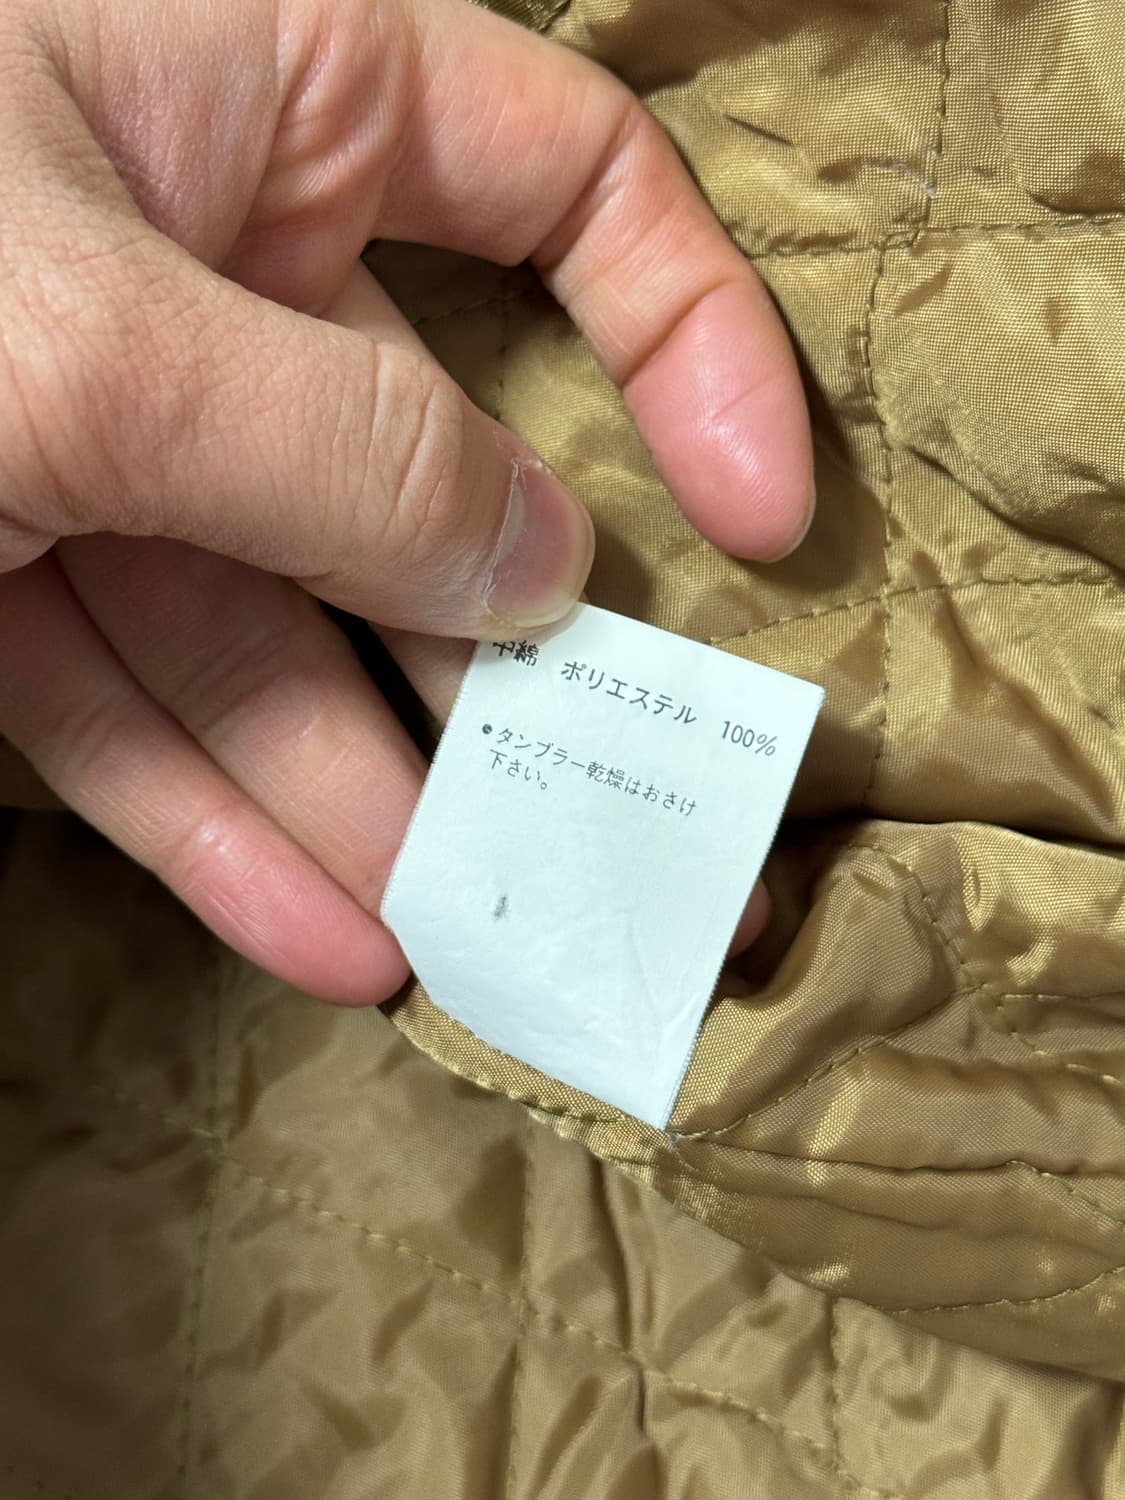 中綿 ポリエステル 100%
●タンブラー乾燥はおさけ
下さい。